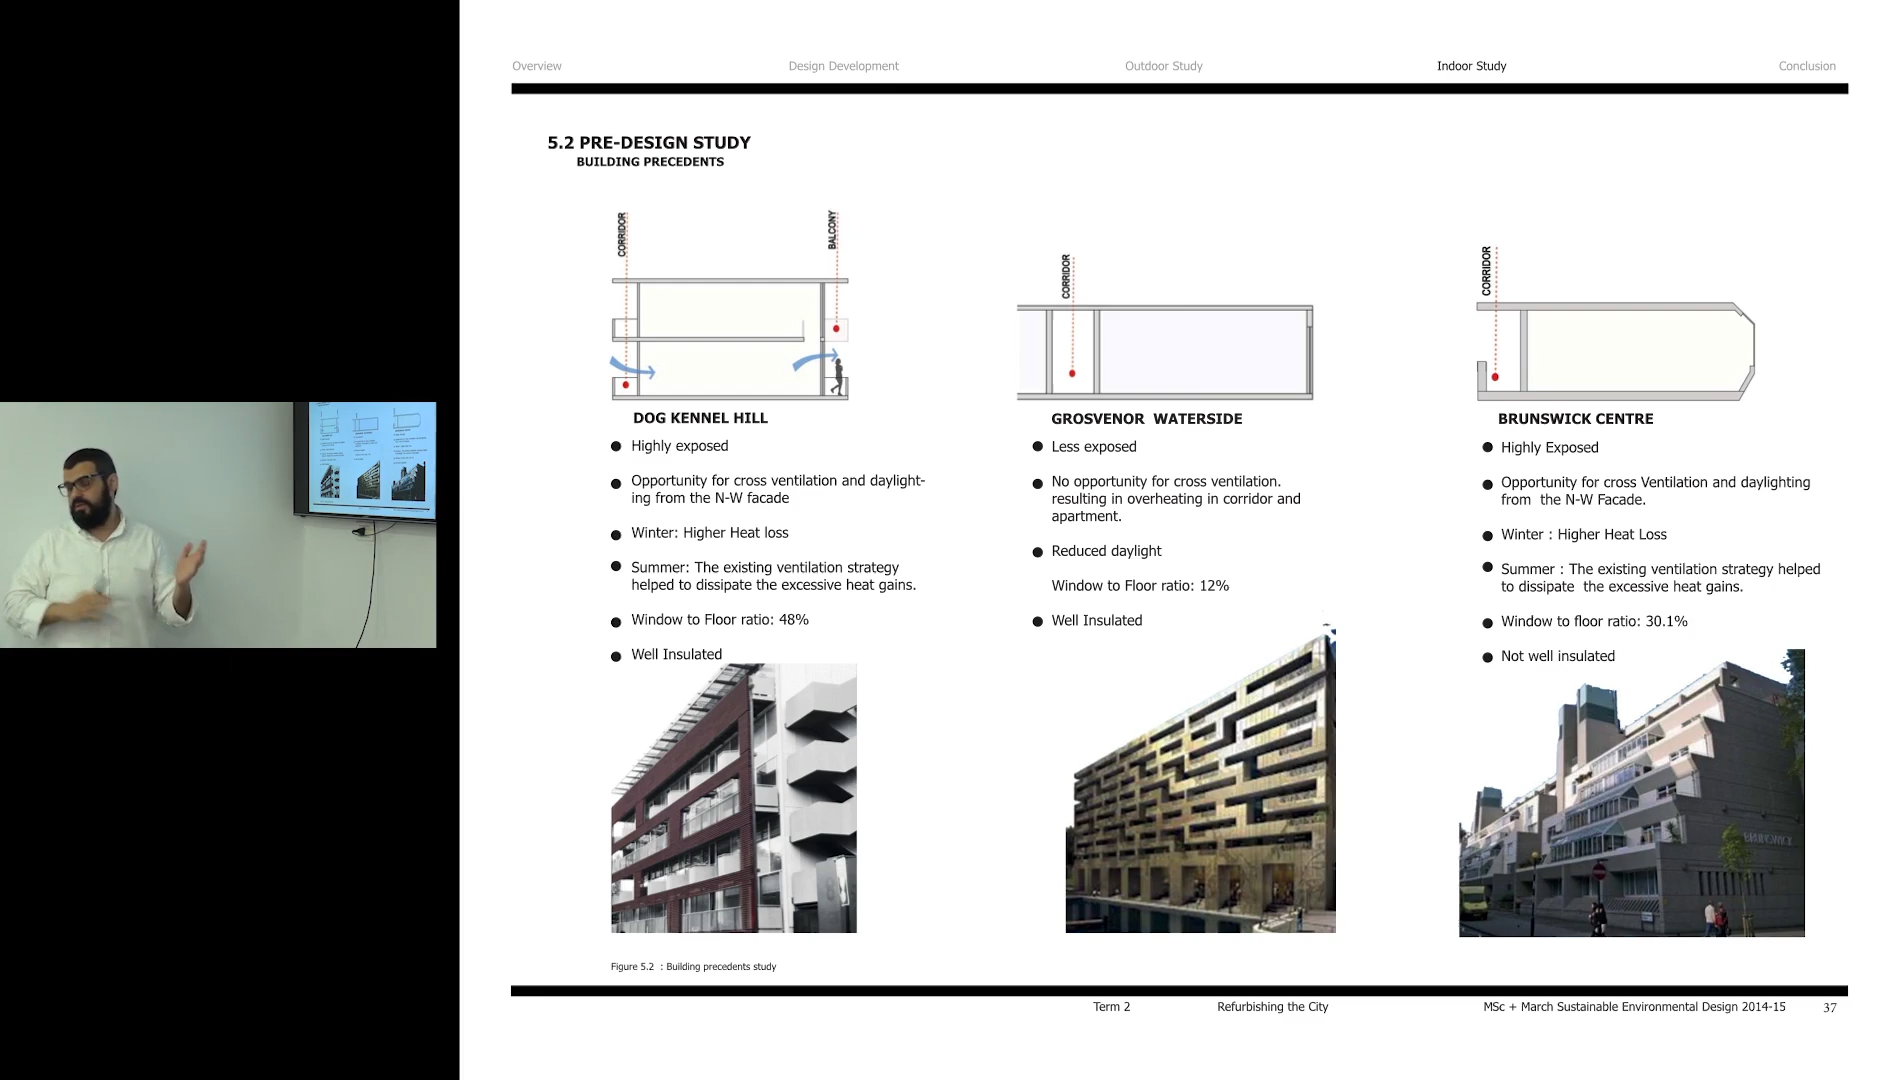 Overview
Design Development
Outdoor Study
Indoor Study
Conclusion
5.2 PRE-DESIGN STUDY
BUILDING PRECEDENTS
CORRIDOR
BALCONY
DOG KENNEL HILL
Highly exposed
Opportunity for cross ventilation and daylight-
ing from the N-W facade
Winter: Higher Heat loss
Summer: The existing ventilation strategy
helped to dissipate the excessive heat gains.
Window to Floor ratio: 48%
Well Insulated
CORRIDOR
GROSVENOR WATERSIDE
Less exposed
No opportunity for cross ventilation.
resulting in overheating in corridor and
apartment.
Reduced daylight
Window to Floor ratio: 12%
Well Insulated
CORRIDOR
BRUNSWICK CENTRE
Highly Exposed
Opportunity for cross Ventilation and daylighting
from the N-W Facade.
Winter : Higher Heat Loss
Summer : The existing ventilation strategy helped
to dissipate the excessive heat gains.
Window to floor ratio: 30.1%
Not well insulated
Figure 5.2 : Building precedents study
Term 2
Refurbishing the City
MSc + March Sustainable Environmental Design 2014-15
37